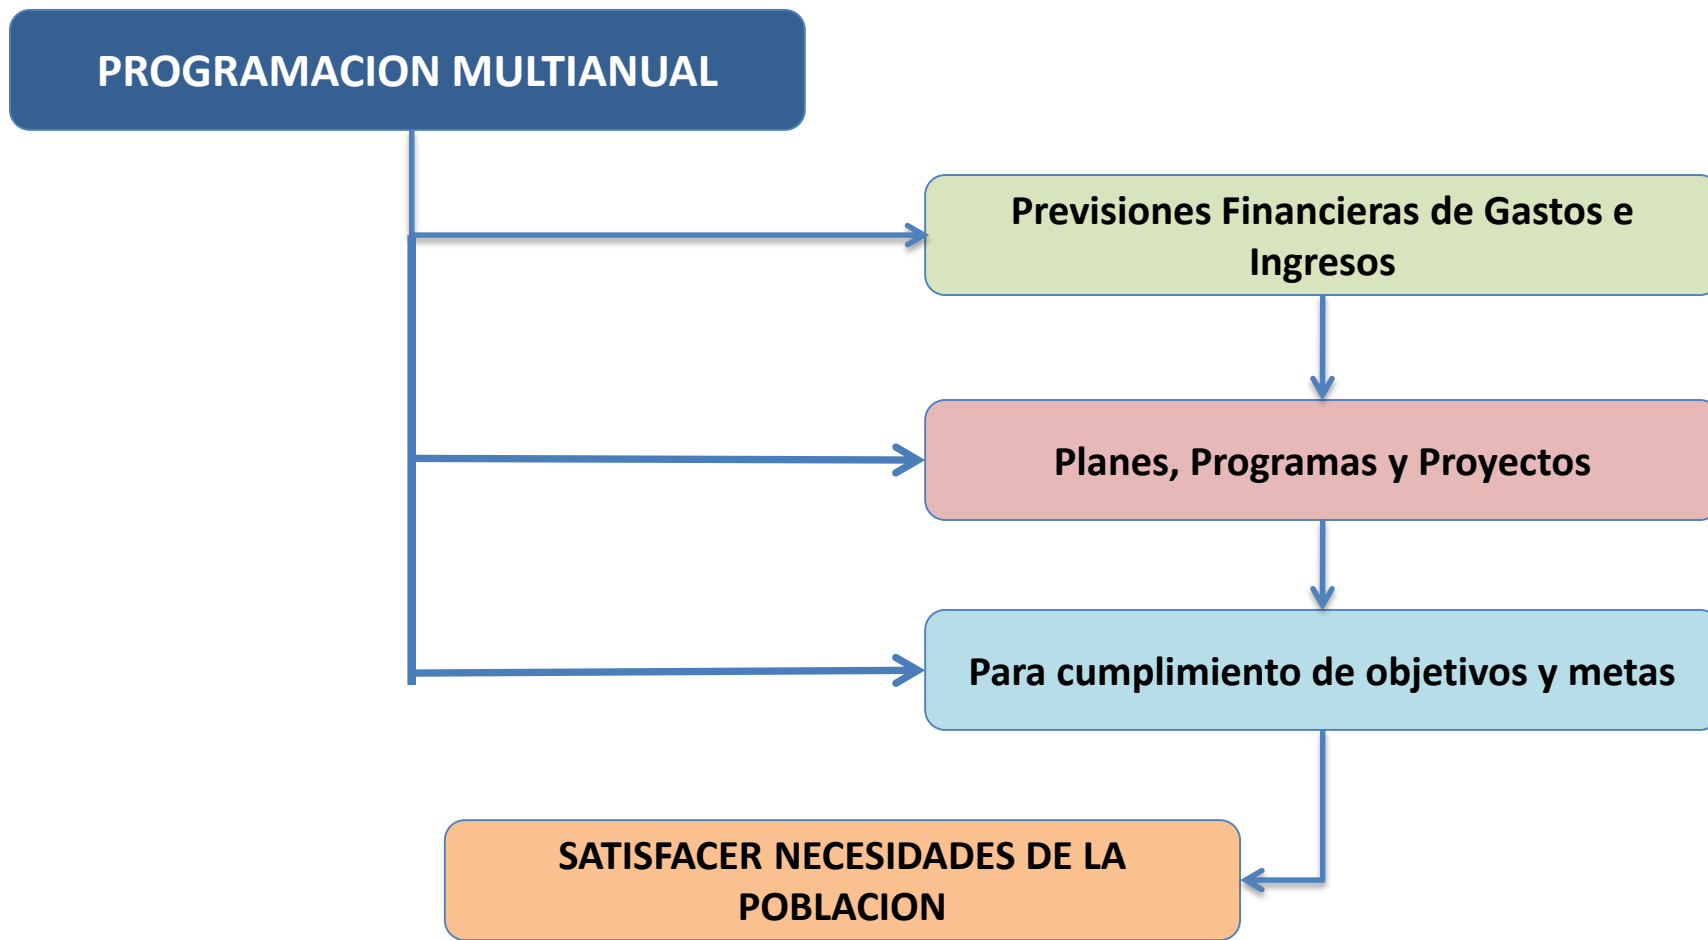 PROGRAMACION MULTIANUAL
Previsiones Financieras de Gastos e
Ingresos
Planes, Programas y Proyectos
Para cumplimiento de objetivos y metas
SATISFACER NECESIDADES DE LA
POBLACION